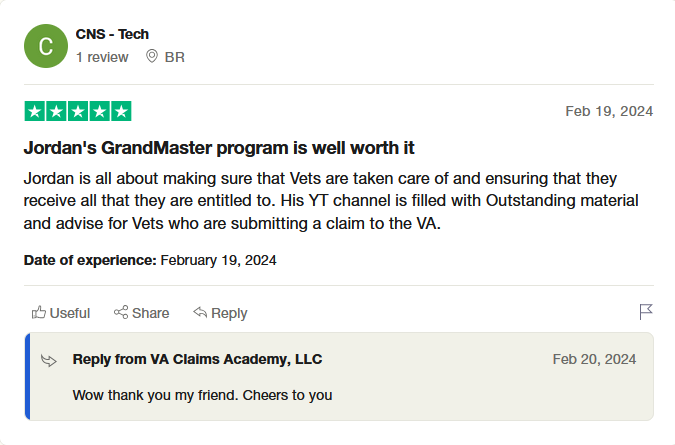 C
CNS - Tech
1 review BR
Feb 19, 2024
Jordan's GrandMaster program is well worth it
Jordan is all about making sure that Vets are taken care of and ensuring that they
receive all that they are entitled to. His YT channel is filled with Outstanding material
and advise for Vets who are submitting a claim to the VA.
Date of experience: February 19, 2024
Useful Share Reply
Reply from VA Claims Academy, LLC Feb 20, 2024
Wow thank you my friend. Cheers to you